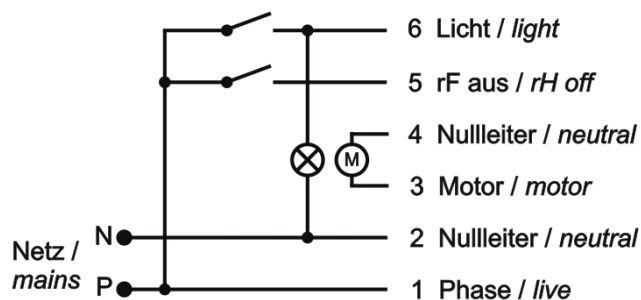 6 Licht / light
5 rF aus / rH off
4 Nullleiter / neutral
M
3 Motor / motor
N
2 Nullleiter / neutral
Netz /
mains
P
1 Phase / live